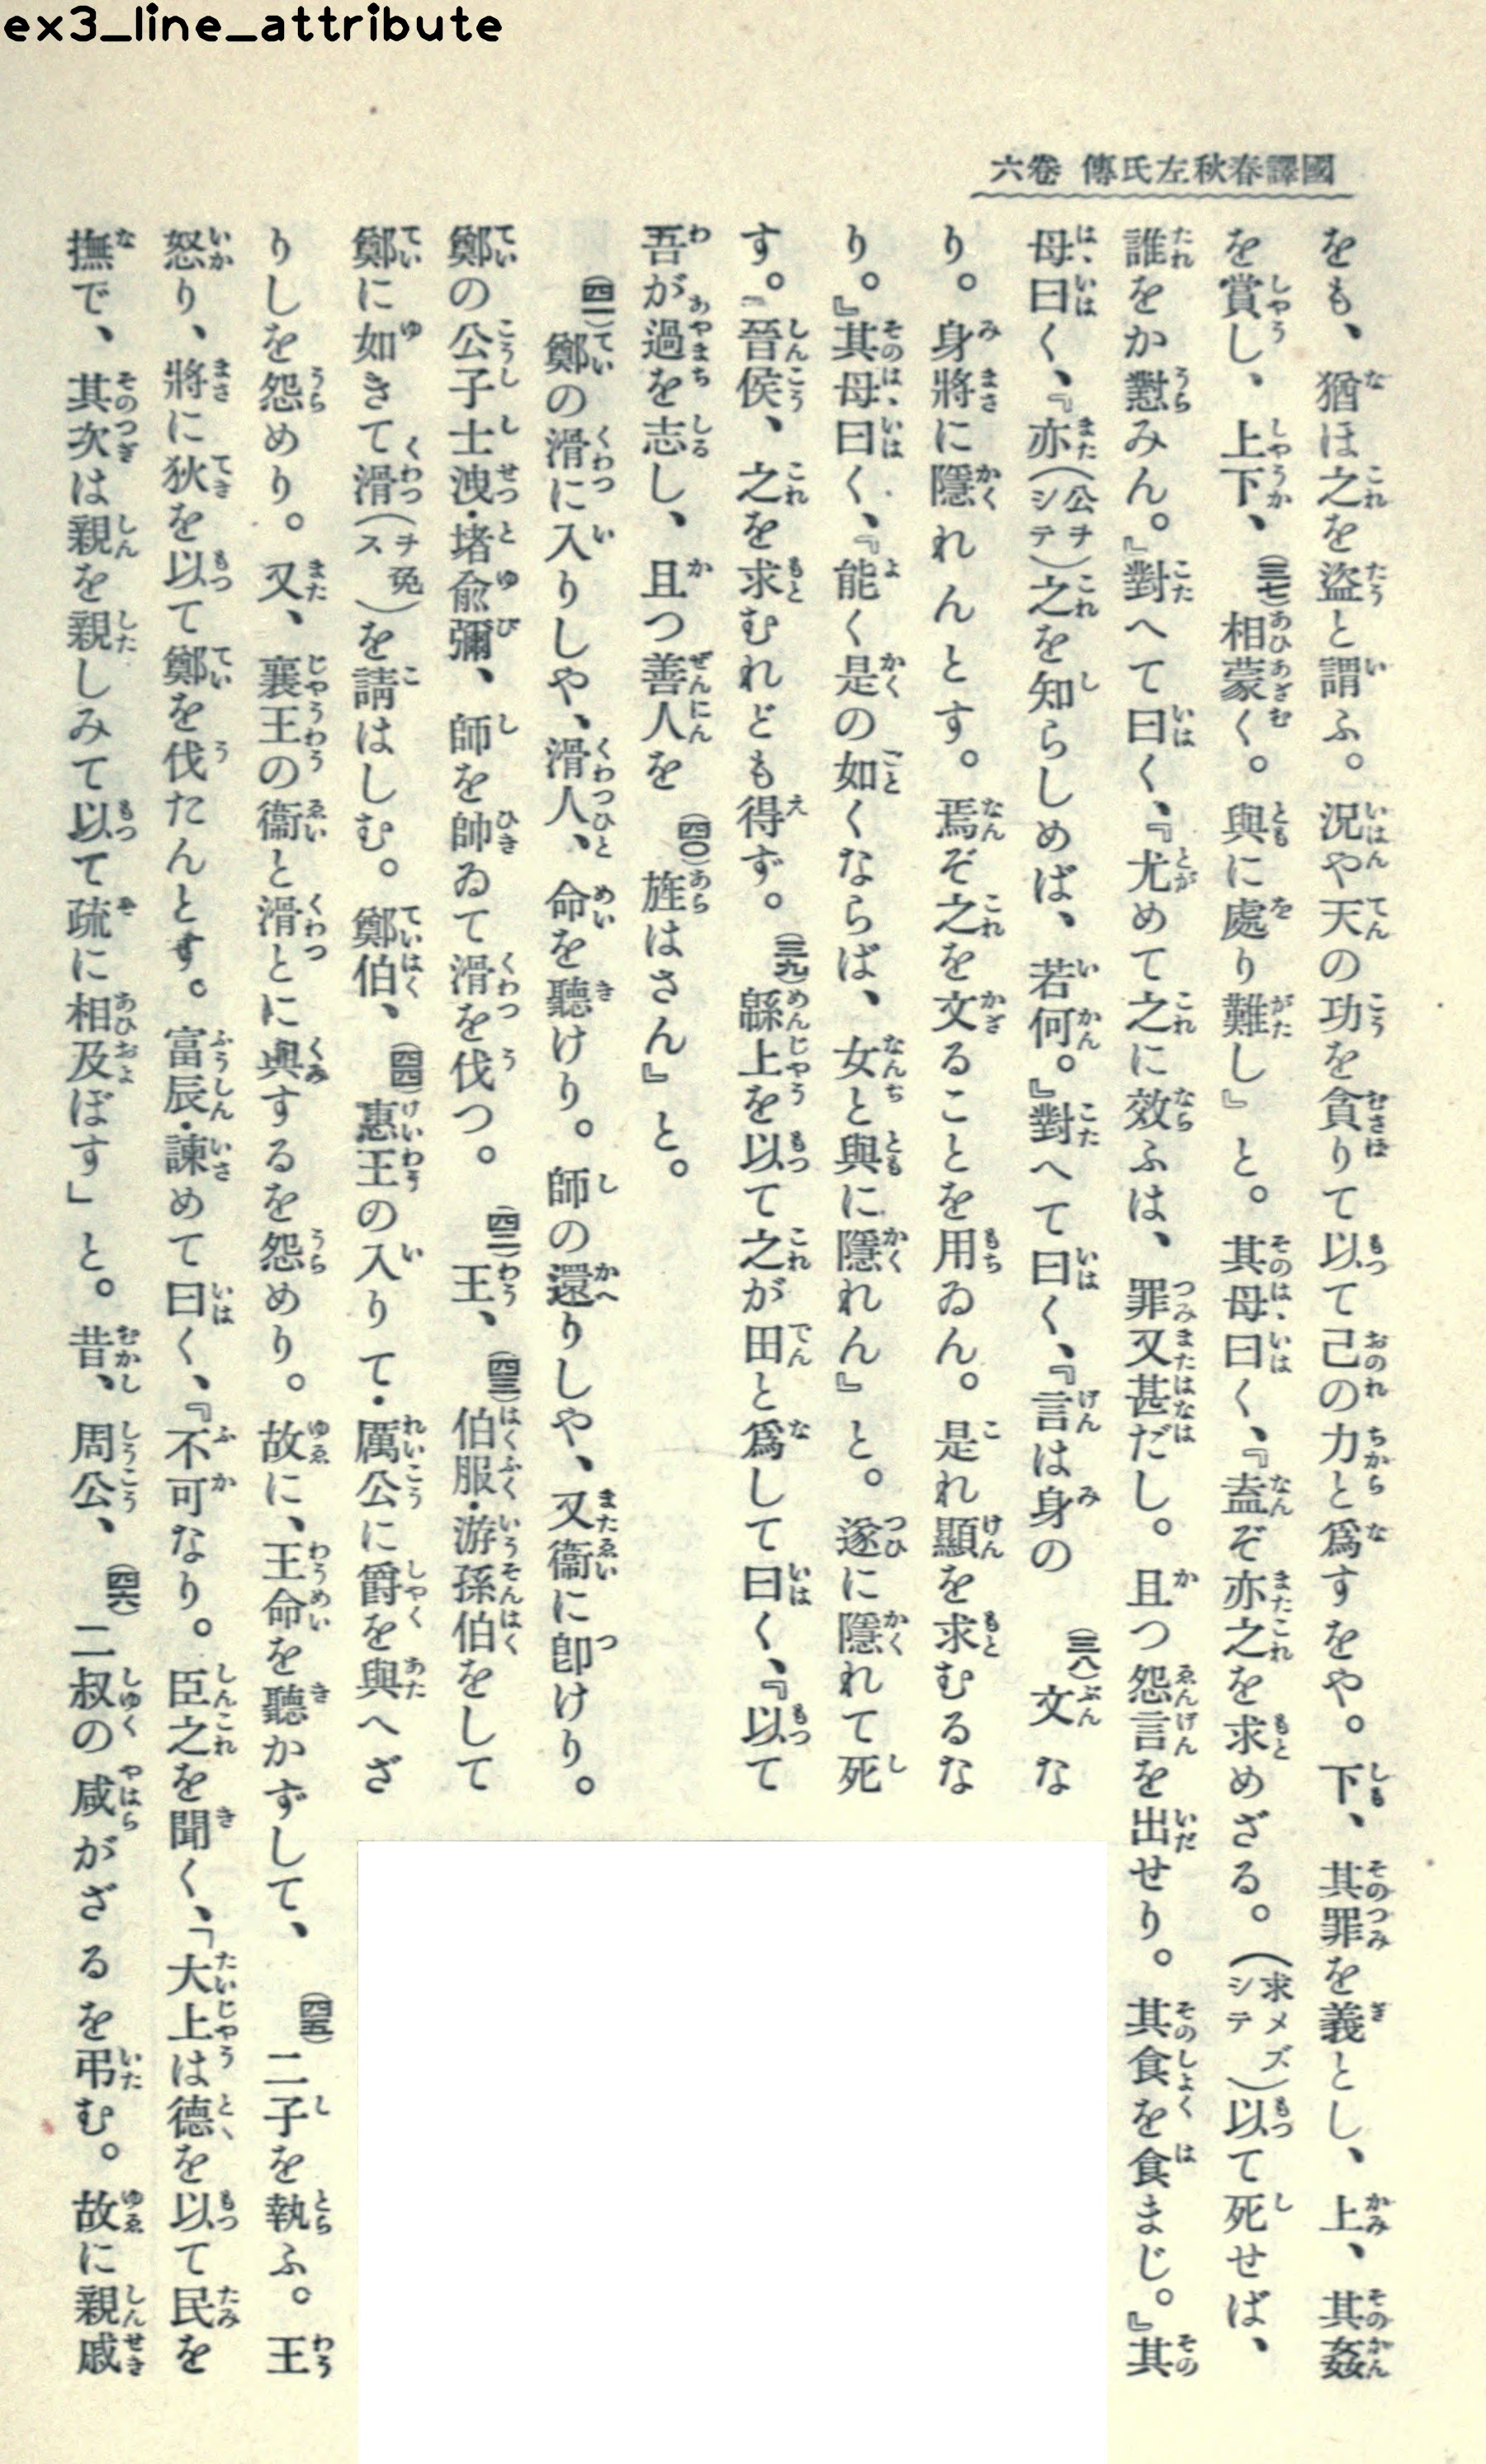 ex3_line_attribute
國譯春秋左氏傳 卷六
をも、猶ほ之を盜と謂ふ。況や天の功を貪りて以て己の力と爲すをや。下、其罪を義とし、上、其姦
を賞し、上下、(三七)相蒙く。與に處り難し』と。其母曰く、『盍ぞ亦之を求めざる。(求メズシテ)以て死せば、
誰をか懟みん。』對へて曰く、『尤めて之に效ふは、罪又甚だし。且つ怨言を出せり。其食を食まじ。』其
母曰く、『亦(公チシテ)之を知らしめば、若何。』對へて曰く、『言は身の(三八)文な
り。身將に隱れんとす。焉ぞ之を文ることを用ゐん。是れ顯を求むるな
り。』其母曰く、『能く是の如くならば、女と與に隱れん』と。遂に隱れて死
す。晉侯、之を求むれども得ず。(三九)緜上を以て之が田と爲して曰く、『以て
吾が過を志し、且つ善人を(四〇)旌はさん』と。
(四一)鄭の滑に入りしや、滑人、命を聽けり。師の還りしや、又衞に卽けり。
鄭の公子士洩・堵兪彌、師を帥ゐて滑を伐つ。(四二)王、(四三)伯服・游孫伯をして
鄭に如きて滑(チ免ス)を請はしむ。鄭伯、(四四)惠王の入りて・厲公に爵を與へざ
りしを怨めり。又、襄王の衞と滑とに與するを怨めり。故に、王命を聽かずして、(四五)二子を執ふ。王
怒り、將に狄を以て鄭を伐たんとす。富辰・諫めて曰く、『不可なり。臣之を聞く、「大上は德を以て民を
撫で、其次は親を親しみて以て疏に相及ぼす」と。昔、周公、(四六)二叔の咸がざるを弔む。故に親戚